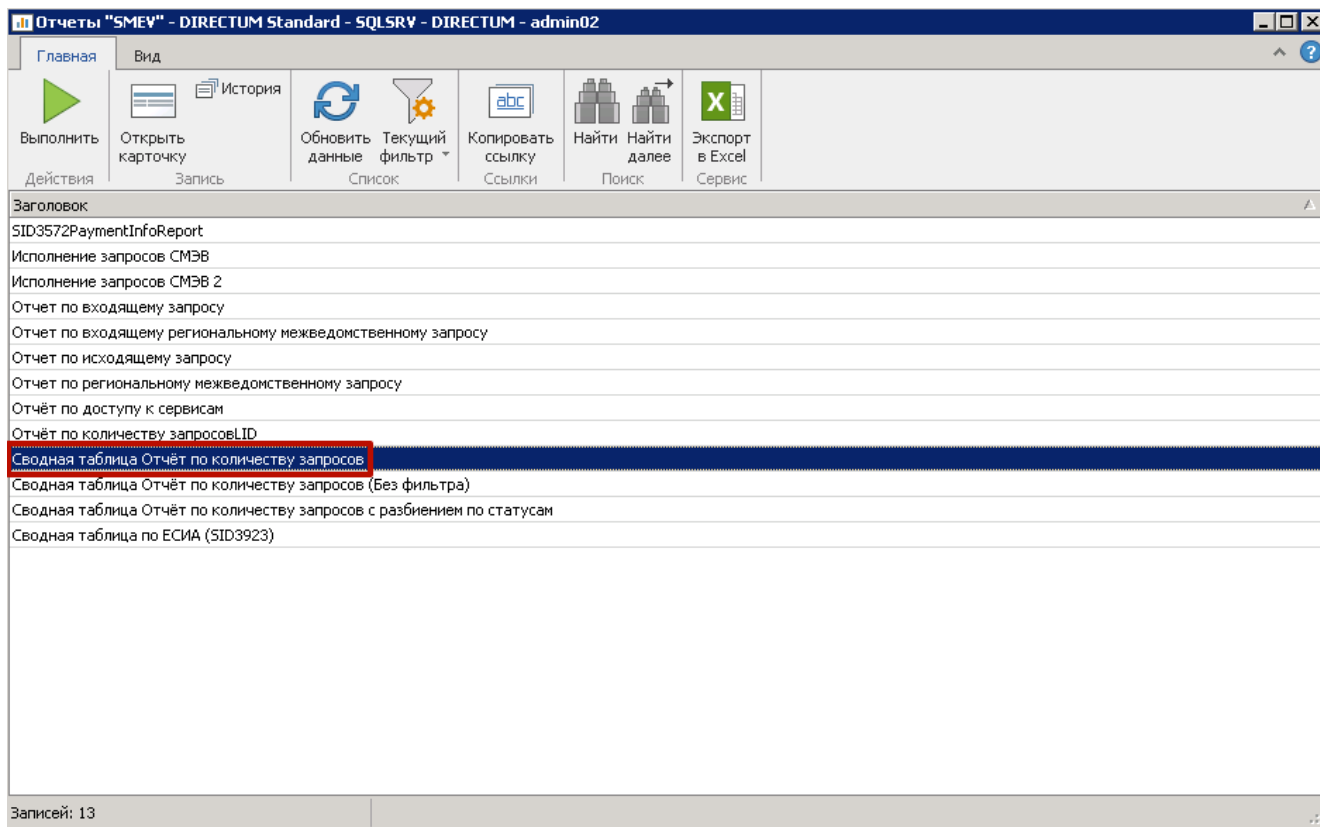 Отчеты "SMEV" - DIRECTUM Standard - SQLSRV - DIRECTUM - admin02
Главная Вид
Выполнить
Открыть карточку
История
Обновить данные
Текущий фильтр
abc
Копировать ссылку
Найти
Найти далее
Экспорт в Excel
Действия Запись Список Ссылки Поиск Сервис
Заголовок
SID3572PaymentInfoReport
Исполнение запросов СМЭВ
Исполнение запросов СМЭВ 2
Отчет по входящему запросу
Отчет по входящему региональному межведомственному запросу
Отчет по исходящему запросу
Отчет по региональному межведомственному запросу
Отчёт по доступу к сервисам
Отчёт по количеству запросовLID
Сводная таблица Отчёт по количеству запросов
Сводная таблица Отчёт по количеству запросов (Без фильтра)
Сводная таблица Отчёт по количеству запросов с разбиением по статусам
Сводная таблица по ЕСИА (SID3923)
Записей: 13